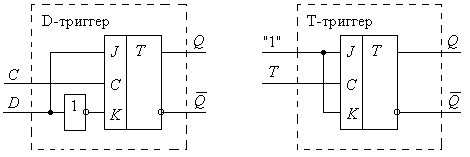 D-триггер
J T Q
C C
D 1 K Q̅
T-триггер
"1" J T Q
T C
K Q̅